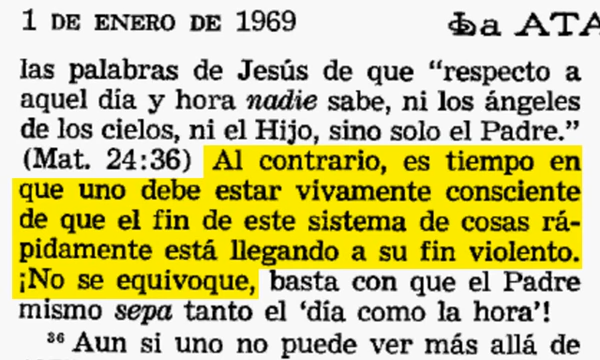 1 DE ENERO DE 1969 La ATA
las palabras de Jesús de que “respecto a
aquel día y hora nadie sabe, ni los ángeles
de los cielos, ni el Hijo, sino solo el Padre.”
(Mat. 24:36) Al contrario, es tiempo en
que uno debe estar vivamente consciente
de que el fin de este sistema de cosas rá-
pidamente está llegando a su fin violento.
¡No se equivoque, basta con que el Padre
mismo sepa tanto el ‘día como la hora’!
³⁶ Aun si uno no puede ver más allá de